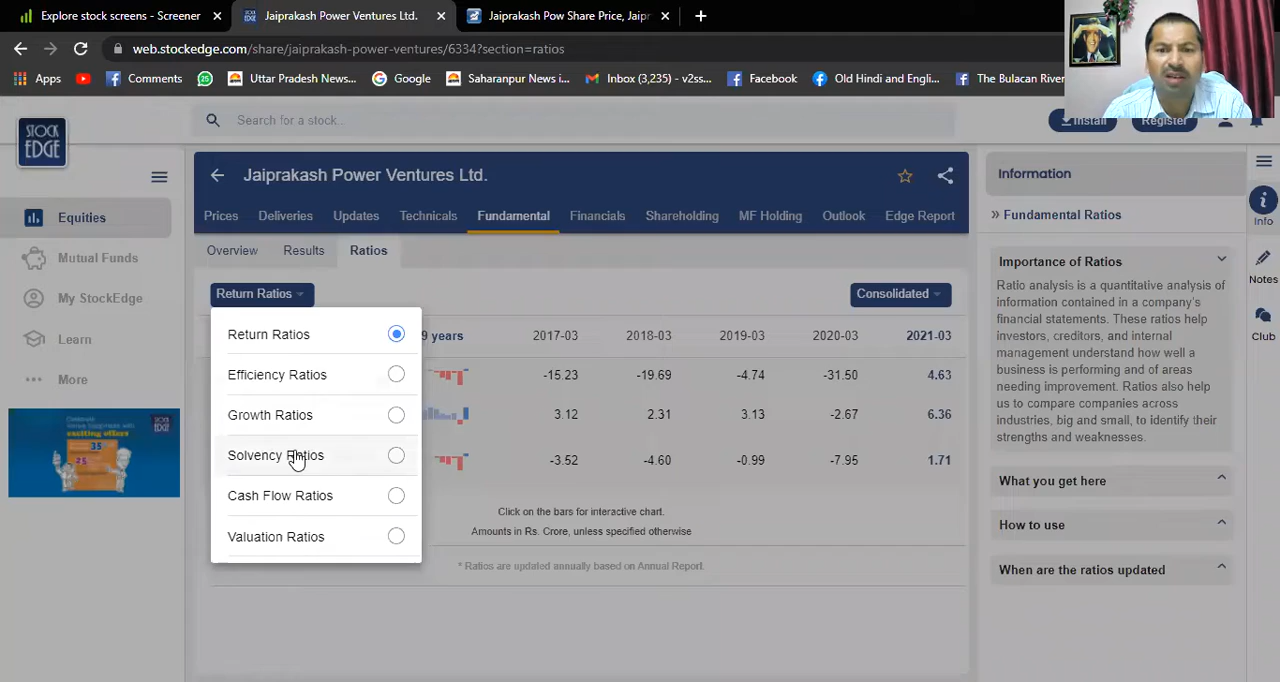 Explore stock screens - Screener
Jaiprakash Power Ventures Ltd.
Jaiprakash Pow Share Price, Jaipr
web.stockedge.com/share/jaiprakash-power-ventures/6334?section=ratios
Apps
Comments
Uttar Pradesh News...
Google
Saharanpur News i...
Inbox (3,235) - v2ss...
Facebook
Old Hindi and Engli...
The Bulacan River
STOCK
EDGE
Search for a stock..
Install
Register
Equities
Mutual Funds
My StockEdge
Learn
More
35
Jaiprakash Power Ventures Ltd.
Prices Deliveries Updates Technicals Fundamental Financials Shareholding MF Holding Outlook Edge Report
Overview Results Ratios
Return Ratios
Consolidated
Return Ratios
Efficiency Ratios
Growth Ratios
Solvency Ratios
Cash Flow Ratios
Valuation Ratios
9 years 2017-03 2018-03 2019-03 2020-03 2021-03
-15.23 -19.69 -4.74 -31.50 4.63
3.12 2.31 3.13 -2.67 6.36
-3.52 -4.60 -0.99 -7.95 1.71
Click on the bars for interactive chart.
Amounts in Rs. Crore, unless specified otherwise
* Ratios are updated annually based on Annual Report.
Information
» Fundamental Ratios
Importance of Ratios
Ratio analysis is a quantitative analysis of
information contained in a company's
financial statements. These ratios help
investors, creditors, and internal
management understand how well a
business is performing and of areas
needing improvement. Ratios also help
us to compare companies across
industries, big and small, to identify their
strengths and weaknesses.
What you get here
How to use
When are the ratios updated
Info
Notes
Club